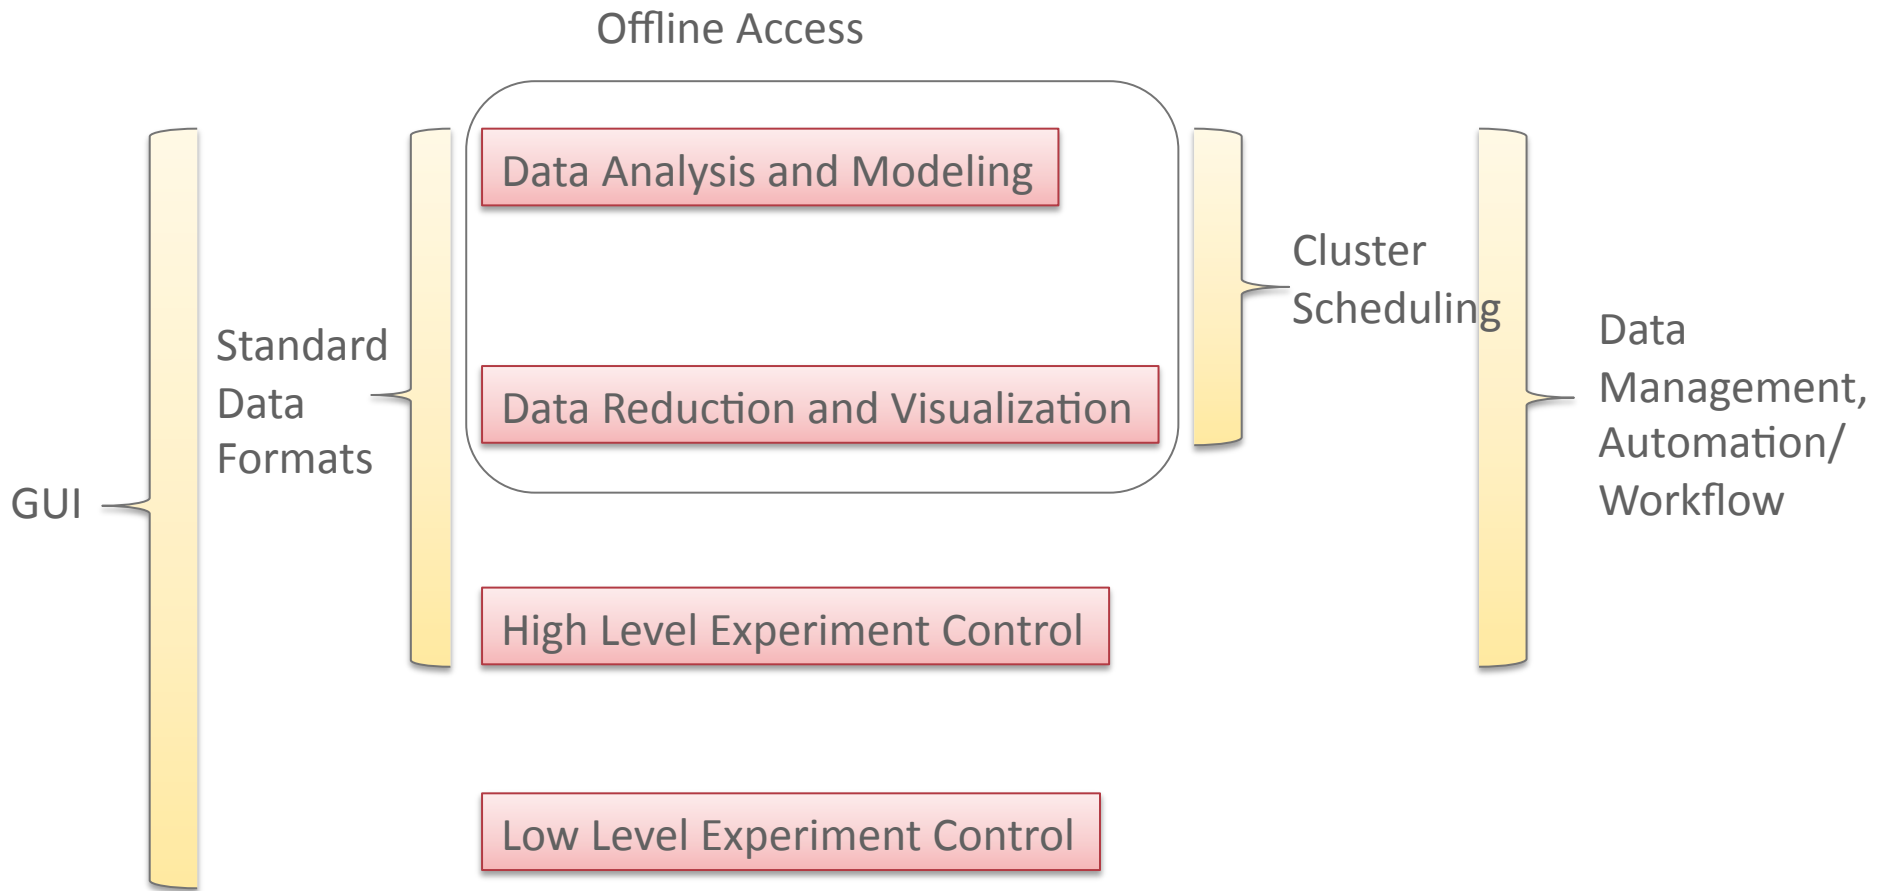 Offline Access
Data Analysis and Modeling
Data Reduction and Visualization
High Level Experiment Control
Low Level Experiment Control
GUI
Standard
Data
Formats
Cluster
Scheduling
Data
Management,
Automation/
Workflow